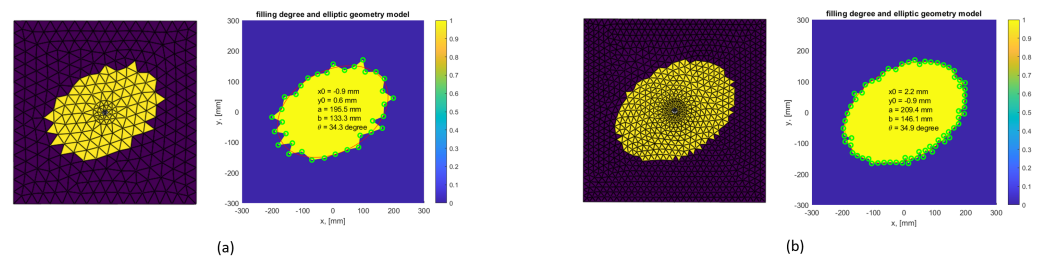 filling degree and elliptic geometry model
300
200
100
0
-100
-200
-300
y, [mm]
x0 = -0.9 mm
y0 = 0.6 mm
a = 195.5 mm
b = 133.3 mm
θ = 34.3 degree
-300 -200 -100 0 100 200 300
x, [mm]
1
0.9
0.8
0.7
0.6
0.5
0.4
0.3
0.2
0.1
0
(a)
filling degree and elliptic geometry model
300
200
100
0
-100
-200
-300
y, [mm]
x0 = 2.2 mm
y0 = -0.9 mm
a = 209.4 mm
b = 146.1 mm
θ = 34.9 degree
-300 -200 -100 0 100 200 300
x, [mm]
1
0.9
0.8
0.7
0.6
0.5
0.4
0.3
0.2
0.1
0
(b)